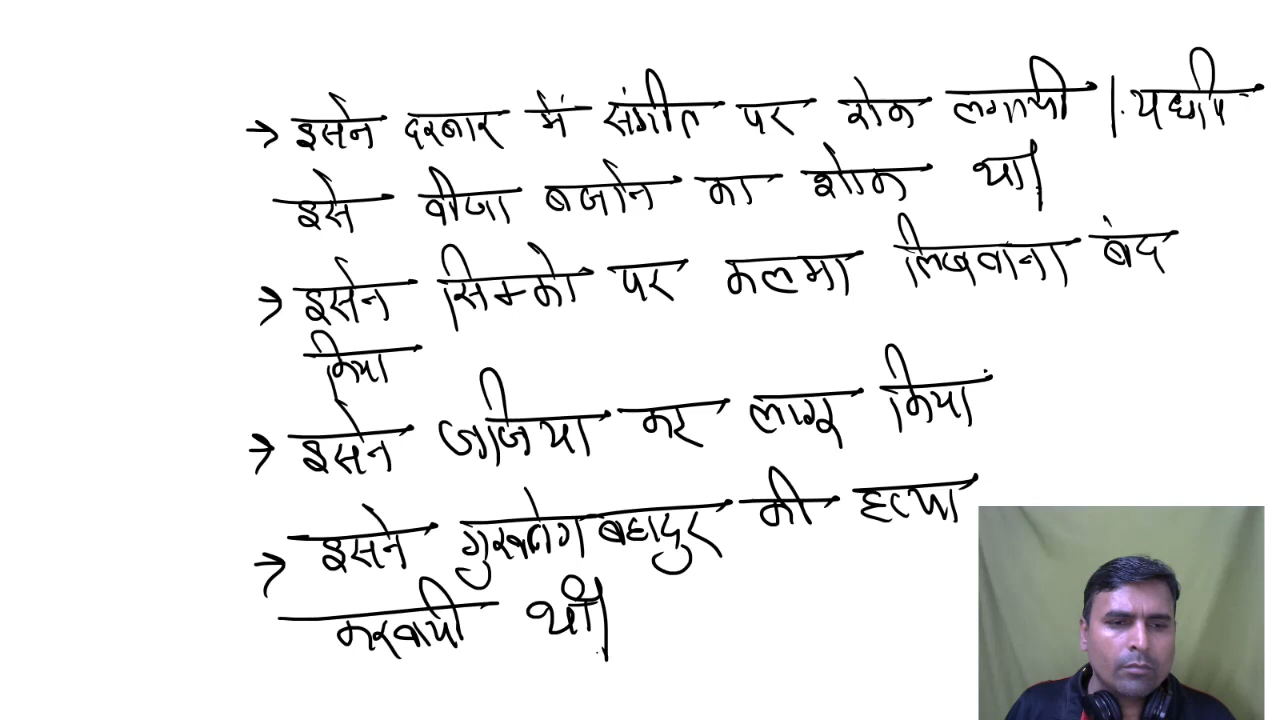 → इसने दरबार में संगीत पर रोक लगायी । यद्यपि
इसे वीणा बजाने का शौक था।
→ इसने सिक्को पर कलमा लिखवाना बंद
किया
→ इसने जजिया कर लागू किया
→ इसने गुरुतेग बहादुर की हत्या
करवायी थी।